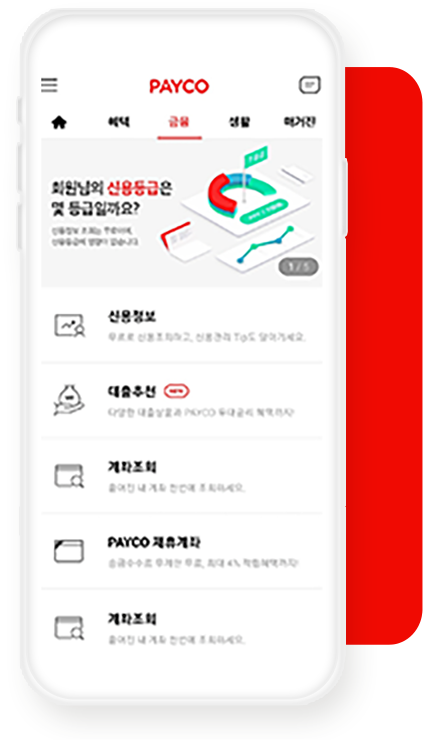 PAYCO
혜택 금융 생활 매거진
회원님의 신용등급은
몇 등급일까요?
신용정보 조회는 무료이며,
신용등급에 영향이 없습니다.
1 / 5
신용정보
무료로 신용조회하고, 신용관리 Tip도 알아가세요.
대출추천 NEW
다양한 대출상품과 PAYCO 우대금리 혜택까지!
계좌조회
흩어진 내 계좌 한번에 조회하세요.
PAYCO 제휴계좌
송금수수료 무제한 무료, 최대 4% 적립혜택까지!
계좌조회
흩어진 내 계좌 한번에 조회하세요.